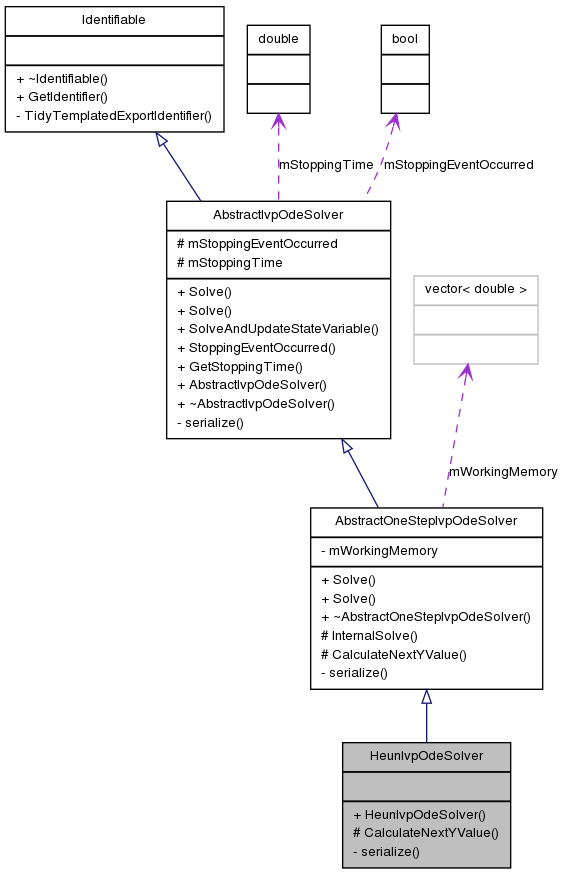 Identifiable
+ ~Identifiable()
+ GetIdentifier()
- TidyTemplatedExportIdentifier()
double
bool
mStoppingTime
mStoppingEventOccurred
AbstractIvpOdeSolver
# mStoppingEventOccurred
# mStoppingTime
+ Solve()
+ Solve()
+ SolveAndUpdateStateVariable()
+ StoppingEventOccurred()
+ GetStoppingTime()
+ AbstractIvpOdeSolver()
+ ~AbstractIvpOdeSolver()
- serialize()
vector< double >
mWorkingMemory
AbstractOneStepIvpOdeSolver
- mWorkingMemory
+ Solve()
+ Solve()
+ ~AbstractOneStepIvpOdeSolver()
# InternalSolve()
# CalculateNextYValue()
- serialize()
HeunIvpOdeSolver
+ HeunIvpOdeSolver()
# CalculateNextYValue()
- serialize()